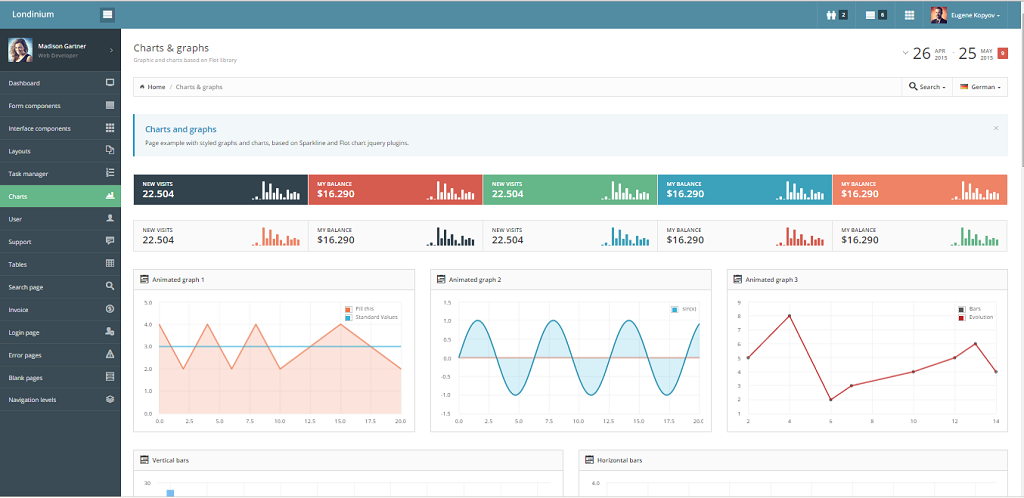 Londinium
2
6
Eugene Kopyov
Madison Gartner
Web Developer
Dashboard
Form components
Interface components
Layouts
Task manager
Charts
User
Support
Tables
Search page
Invoice
Login page
Error pages
Blank pages
Navigation levels
Charts & graphs
Graphic and charts based on Flot library
26 APR 2013 - 25 MAY 2013 9
Home / Charts & graphs
Search
German
Charts and graphs
×
Page example with styled graphs and charts, based on Sparkline and Flot chart jquery plugins.
NEW VISITS
22.504
MY BALANCE
$16.290
NEW VISITS
22.504
MY BALANCE
$16.290
MY BALANCE
$16.290
NEW VISITS
22.504
MY BALANCE
$16.290
NEW VISITS
22.504
MY BALANCE
$16.290
MY BALANCE
$16.290
Animated graph 1
5.0
4.0
3.0
2.0
1.0
0.0
0.0 2.5 5.0 7.5 10.0 12.5 15.0 17.5 20.0
Fill this
Standard Values
Animated graph 2
1.5
1.0
0.5
0.0
-0.5
-1.0
-1.5
0.0 2.5 5.0 7.5 10.0 12.5 15.0 17.5 20.0
sin(x)
Animated graph 3
9
8
7
6
5
4
3
2
1
2 4 6 8 10 12 14
Bars
Evolution
Vertical bars
30
Horizontal bars
4.0